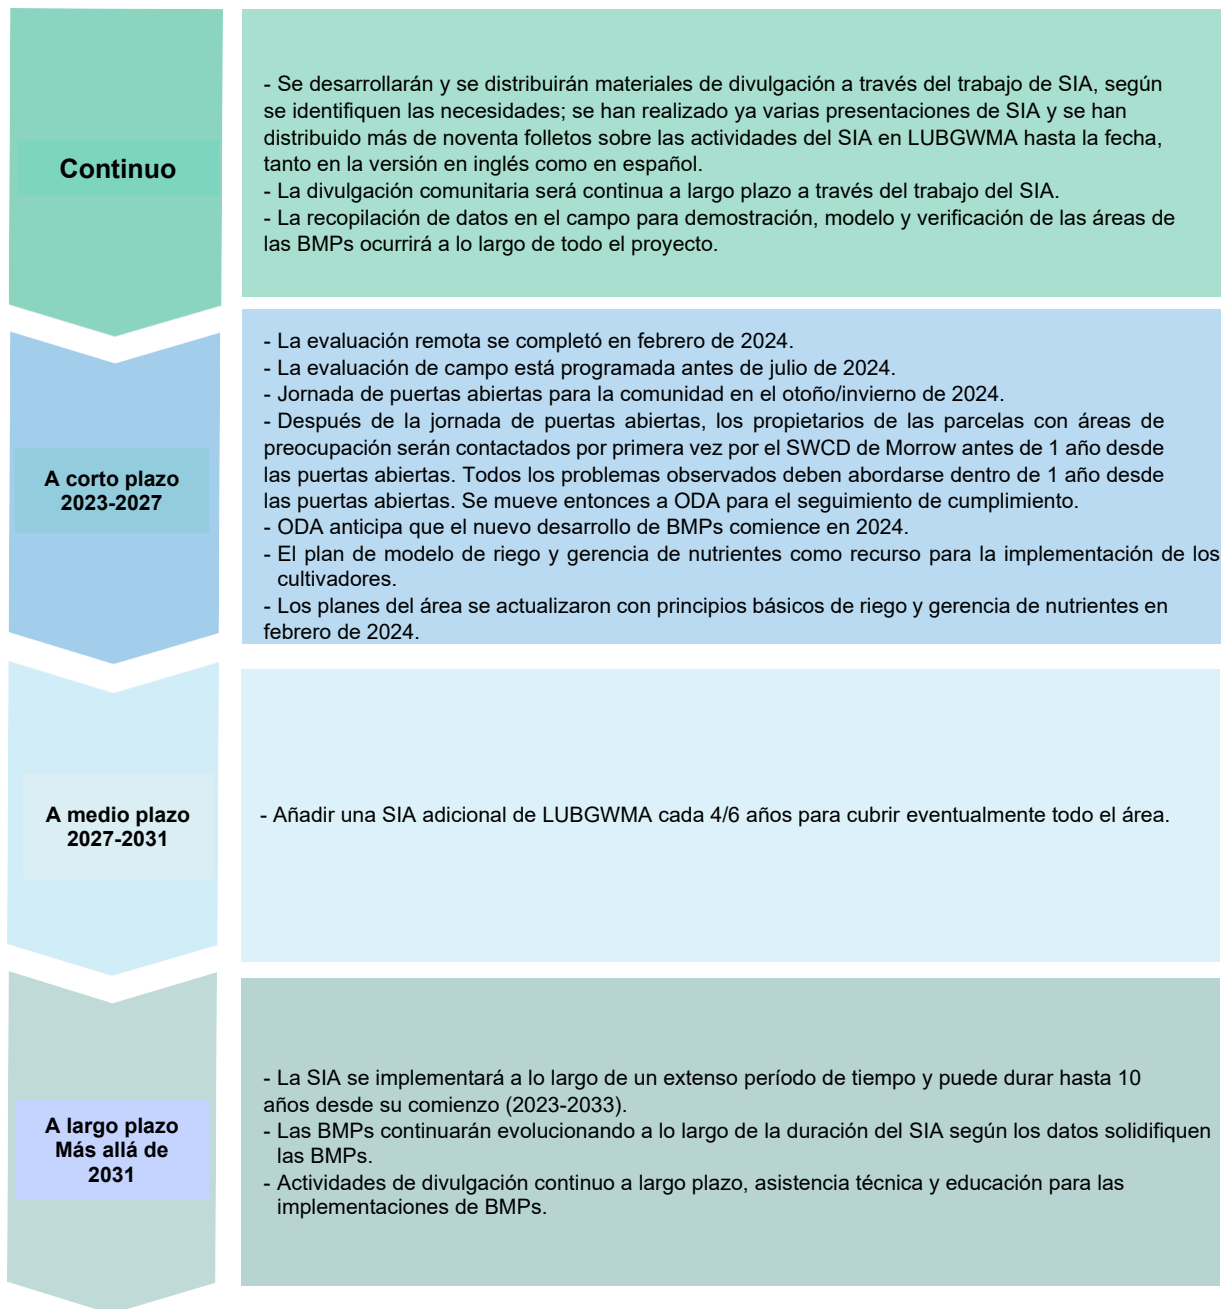 Continuo
- Se desarrollarán y se distribuirán materiales de divulgación a través del trabajo de SIA, según
se identifiquen las necesidades; se han realizado ya varias presentaciones de SIA y se han
distribuido más de noventa folletos sobre las actividades del SIA en LUBGWMA hasta la fecha,
tanto en la versión en inglés como en español.
- La divulgación comunitaria será continua a largo plazo a través del trabajo del SIA.
- La recopilación de datos en el campo para demostración, modelo y verificación de las áreas de
las BMPs ocurrirá a lo largo de todo el proyecto.
A corto plazo
2023-2027
- La evaluación remota se completó en febrero de 2024.
- La evaluación de campo está programada antes de julio de 2024.
- Jornada de puertas abiertas para la comunidad en el otoño/invierno de 2024.
- Después de la jornada de puertas abiertas, los propietarios de las parcelas con áreas de
preocupación serán contactados por primera vez por el SWCD de Morrow antes de 1 año desde
las puertas abiertas. Todos los problemas observados deben abordarse dentro de 1 año desde
las puertas abiertas. Se mueve entonces a ODA para el seguimiento de cumplimiento.
- ODA anticipa que el nuevo desarrollo de BMPs comience en 2024.
- El plan de modelo de riego y gerencia de nutrientes como recurso para la implementación de los
cultivadores.
- Los planes del área se actualizaron con principios básicos de riego y gerencia de nutrientes en
febrero de 2024.
A medio plazo
2027-2031
- Añadir una SIA adicional de LUBGWMA cada 4/6 años para cubrir eventualmente todo el área.
A largo plazo
Más allá de
2031
- La SIA se implementará a lo largo de un extenso período de tiempo y puede durar hasta 10
años desde su comienzo (2023-2033).
- Las BMPs continuarán evolucionando a lo largo de la duración del SIA según los datos solidifiquen
las BMPs.
- Actividades de divulgación continuo a largo plazo, asistencia técnica y educación para las
implementaciones de BMPs.